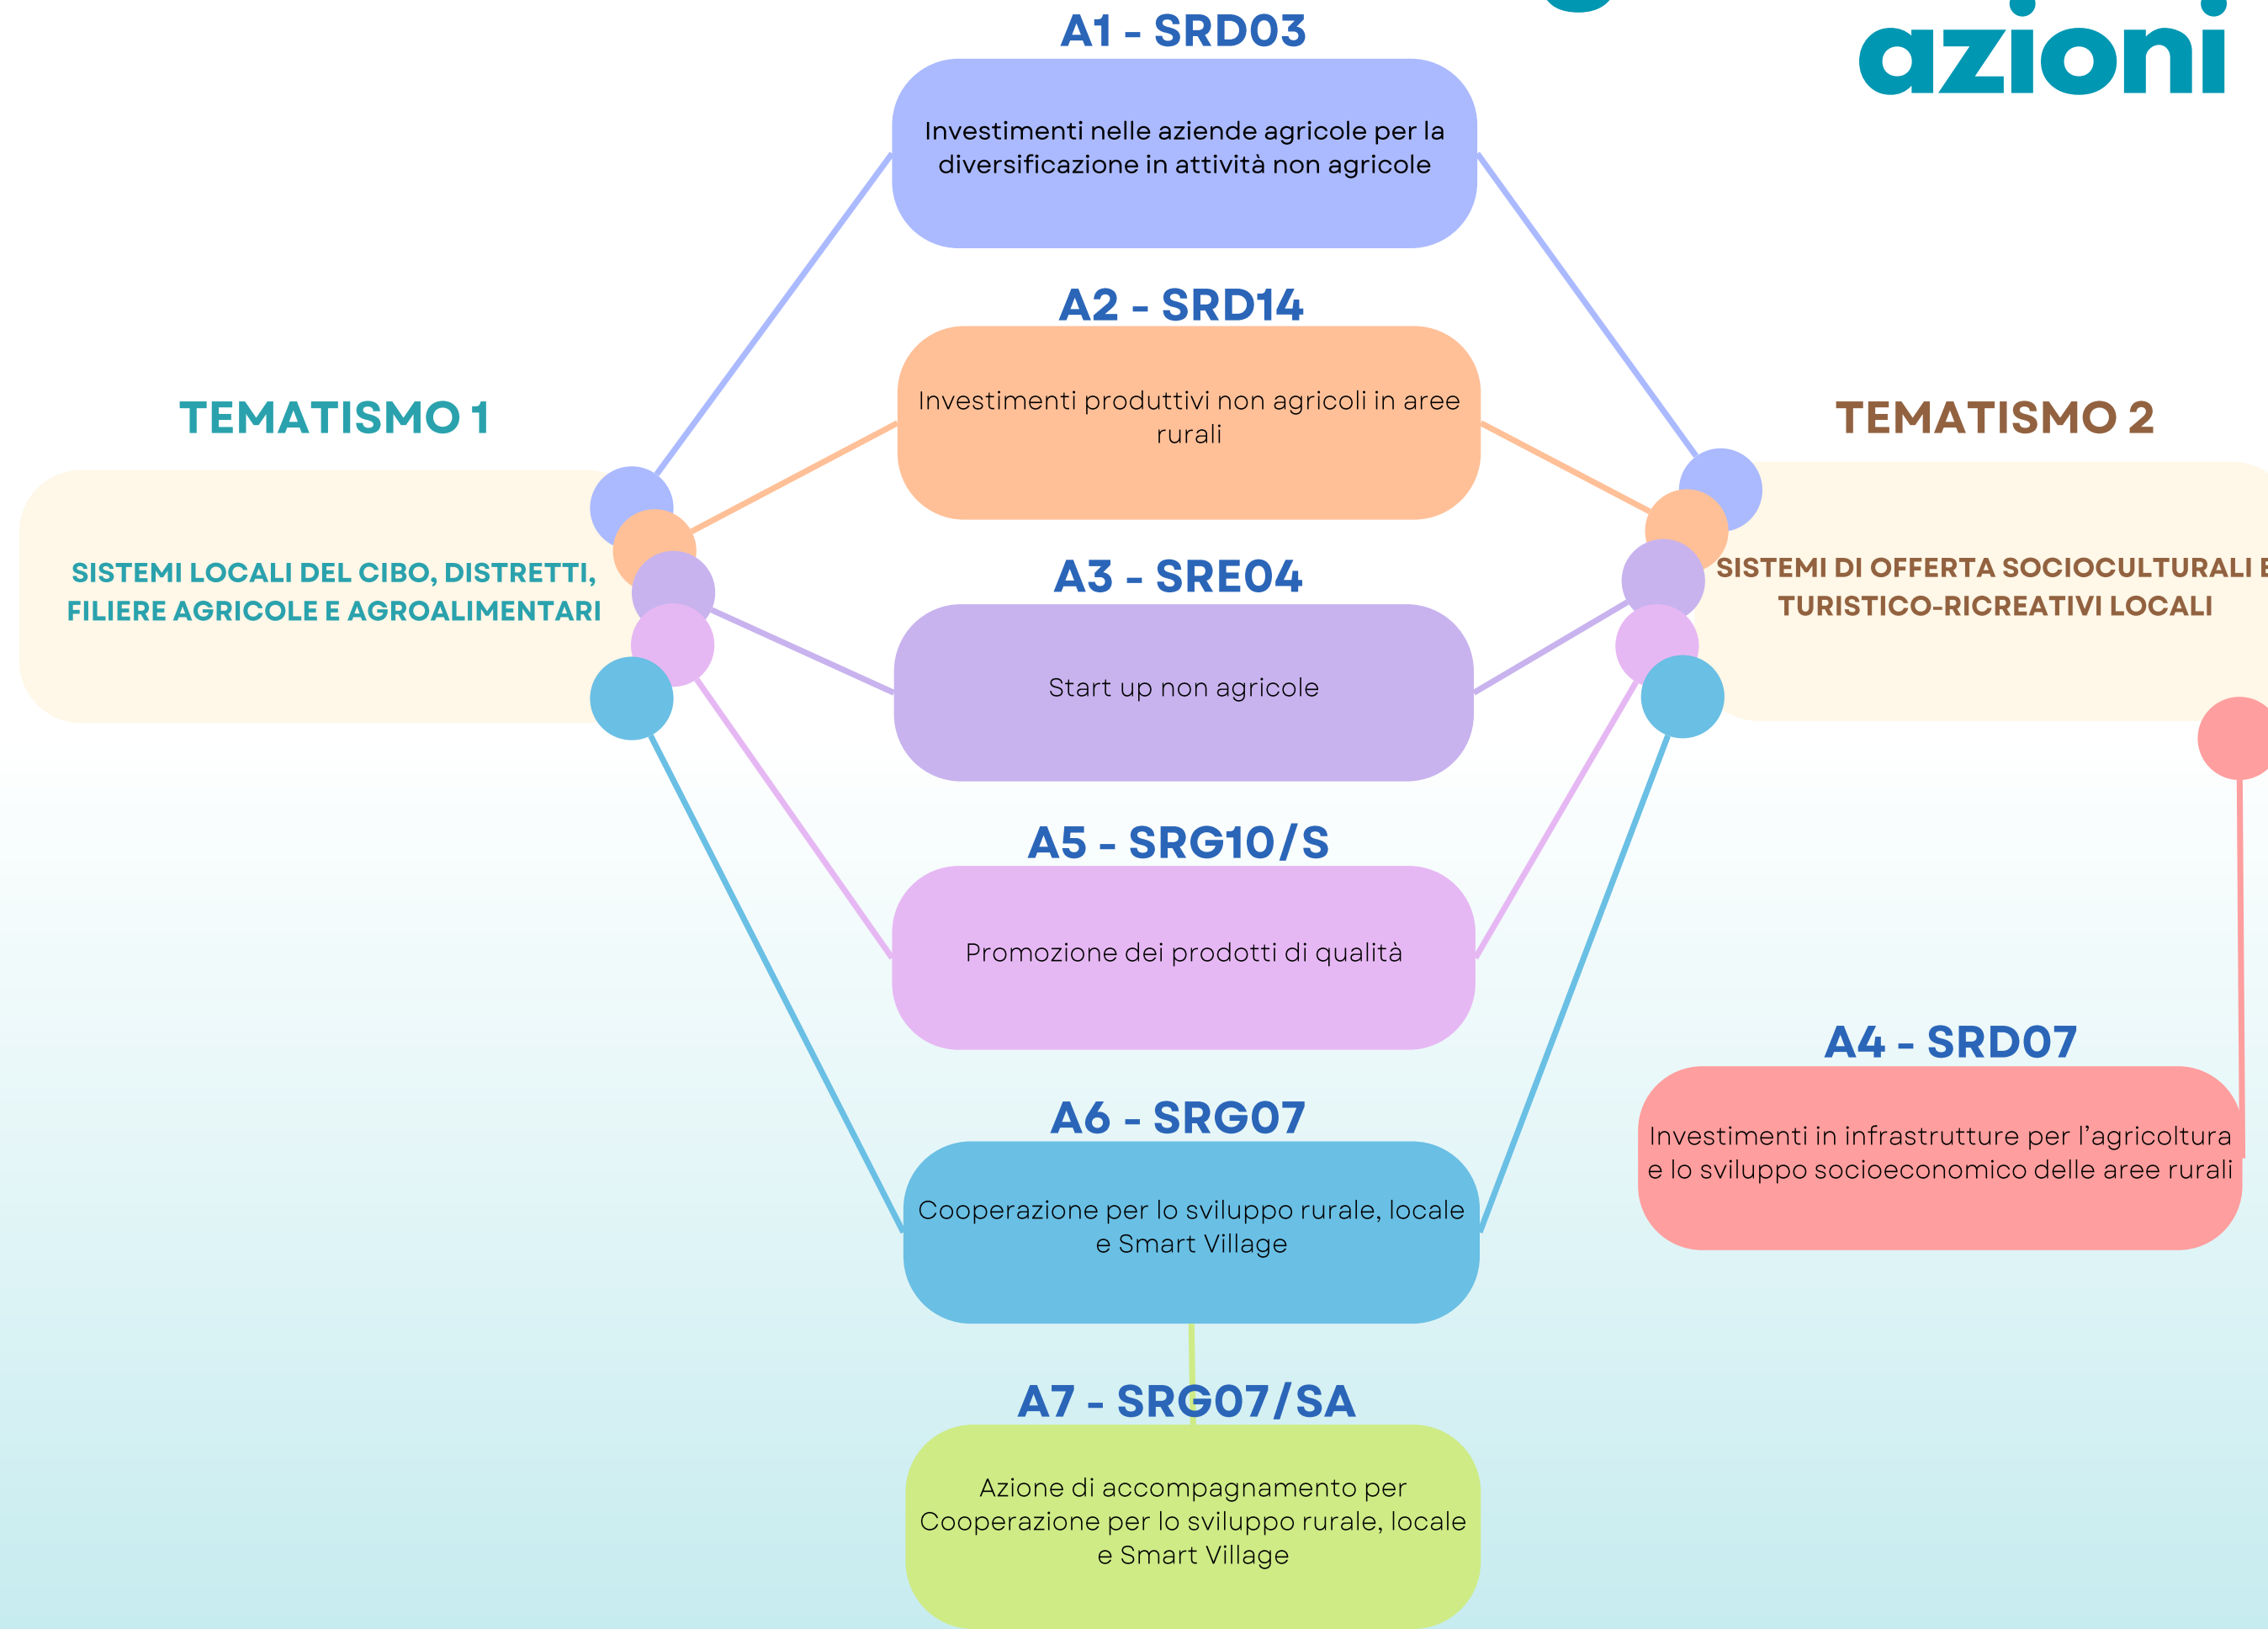 azioni
A1 - SRD03
Investimenti nelle aziende agricole per la
diversificazione in attività non agricole
A2 - SRD14
Investimenti produttivi non agricoli in aree
rurali
TEMATISMO 1
SISTEMI LOCALI DEL CIBO, DISTRETTI,
FILIERE AGRICOLE E AGROALIMENTARI
TEMATISMO 2
SISTEMI DI OFFERTA SOCIOCULTURALI E
TURISTICO-RICREATIVI LOCALI
A3 - SRE04
Start up non agricole
A5 - SRG10/S
Promozione dei prodotti di qualità
A4 - SRD07
Investimenti in infrastrutture per l’agricoltura
e lo sviluppo socioeconomico delle aree rurali
A6 - SRG07
Cooperazione per lo sviluppo rurale, locale
e Smart Village
A7 - SRG07/SA
Azione di accompagnamento per
Cooperazione per lo sviluppo rurale, locale
e Smart Village